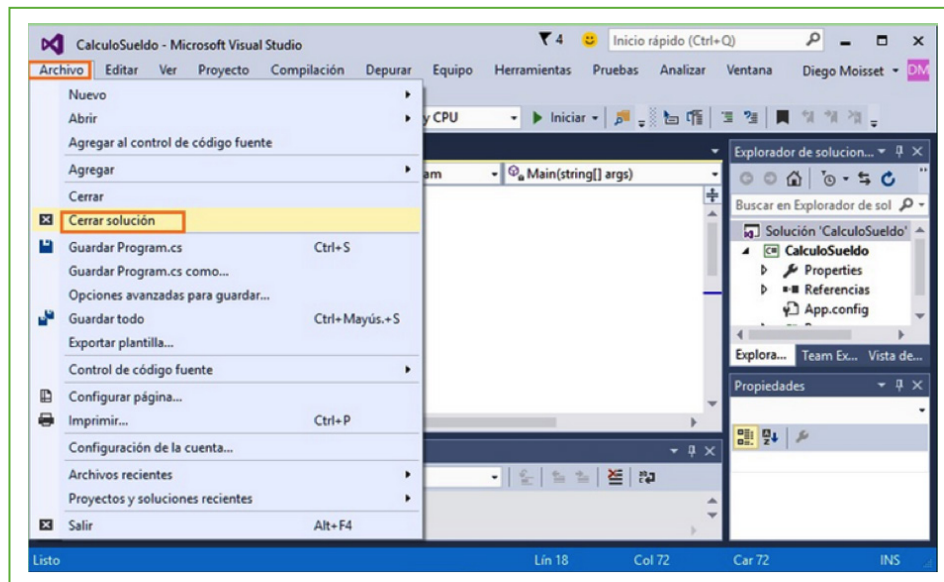 CalculoSueldo - Microsoft Visual Studio
4
Inicio rápido (Ctrl+Q)
Archivo Editar Ver Proyecto Compilación Depurar Equipo Herramientas Pruebas Analizar Ventana Diego Moisset DM
Nuevo
Abrir
y CPU Iniciar
Agregar al control de código fuente
Explorador de solucion...
Agregar
am Main(string[] args)
Cerrar
Buscar en Explorador de sol
Cerrar solución
Solución 'CalculoSueldo'
Guardar Program.cs Ctrl+S
C# CalculoSueldo
Guardar Program.cs como...
Properties
Opciones avanzadas para guardar...
Referencias
Guardar todo Ctrl+Mayús.+S
App.config
Exportar plantilla...
Explora... Team Ex... Vista de...
Control de código fuente
Propiedades
Configurar página...
Imprimir... Ctrl+P
Configuración de la cuenta...
Archivos recientes
Proyectos y soluciones recientes
Salir Alt+F4
Listo Lín 18 Col 72 Car 72 INS